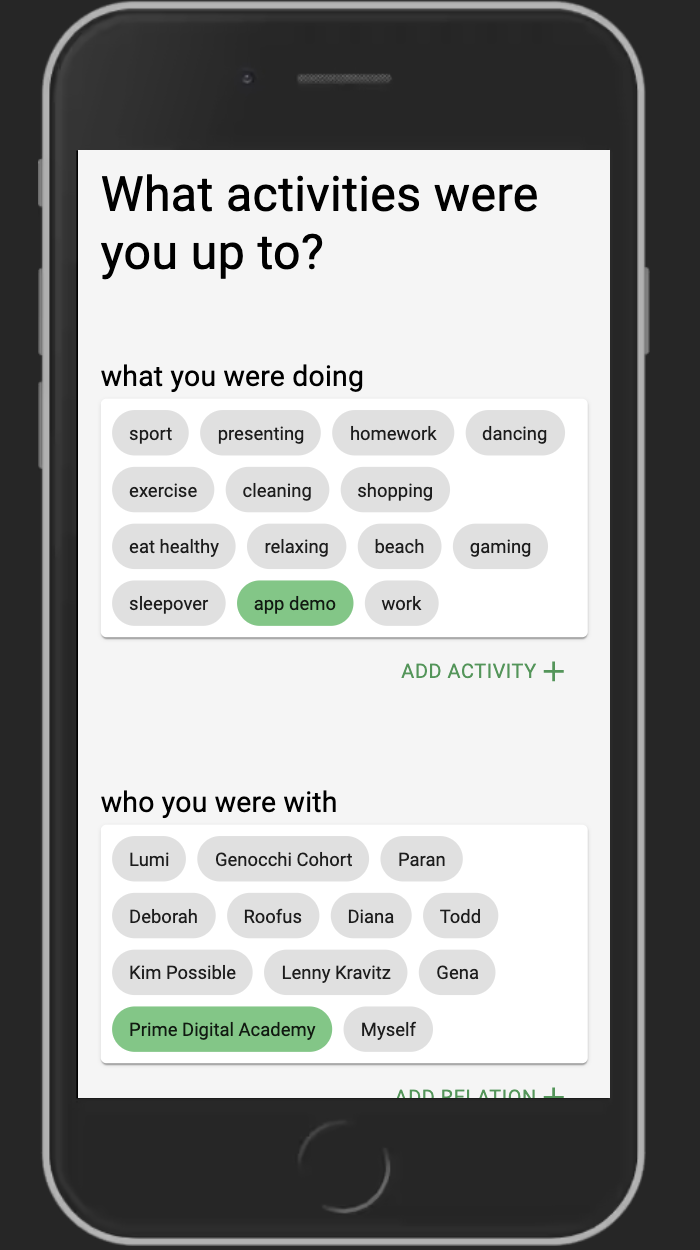 What activities were
you up to?
what you were doing
sport presenting homework dancing
exercise cleaning shopping
eat healthy relaxing beach gaming
sleepover app demo work
ADD ACTIVITY +
who you were with
Lumi Genocchi Cohort Paran
Deborah Roofus Diana Todd
Kim Possible Lenny Kravitz Gena
Prime Digital Academy Myself
ADD RELATION +